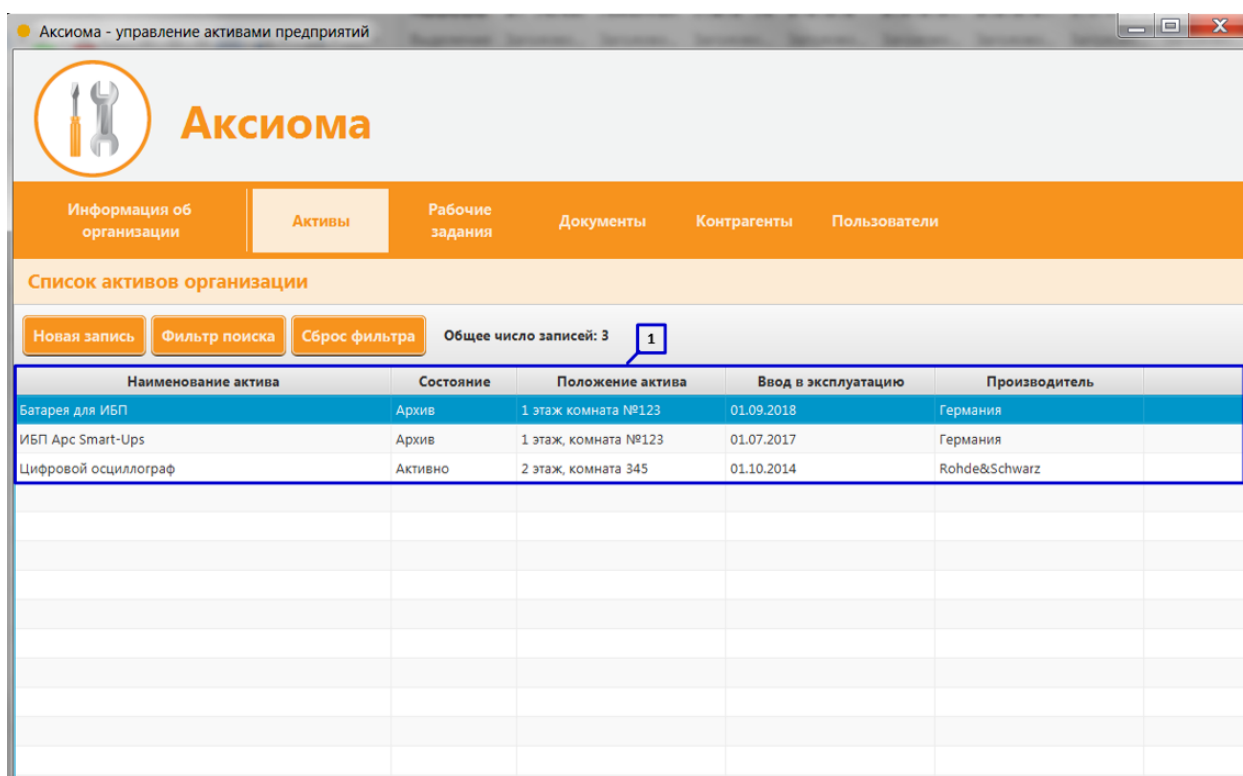 Аксиома - управление активами предприятий
Аксиома
Информация об организации
Активы
Рабочие задания
Документы
Контрагенты
Пользователи
Список активов организации
Новая запись Фильтр поиска Сброс фильтра Общее число записей: 3 1
Наименование актива Состояние Положение актива Ввод в эксплуатацию Производитель
Батарея для ИБП Архив 1 этаж комната №123 01.09.2018 Германия
ИБП Apc Smart-Ups Архив 1 этаж, комната №123 01.07.2017 Германия
Цифровой осциллограф Активно 2 этаж, комната 345 01.10.2014 Rohde&Schwarz